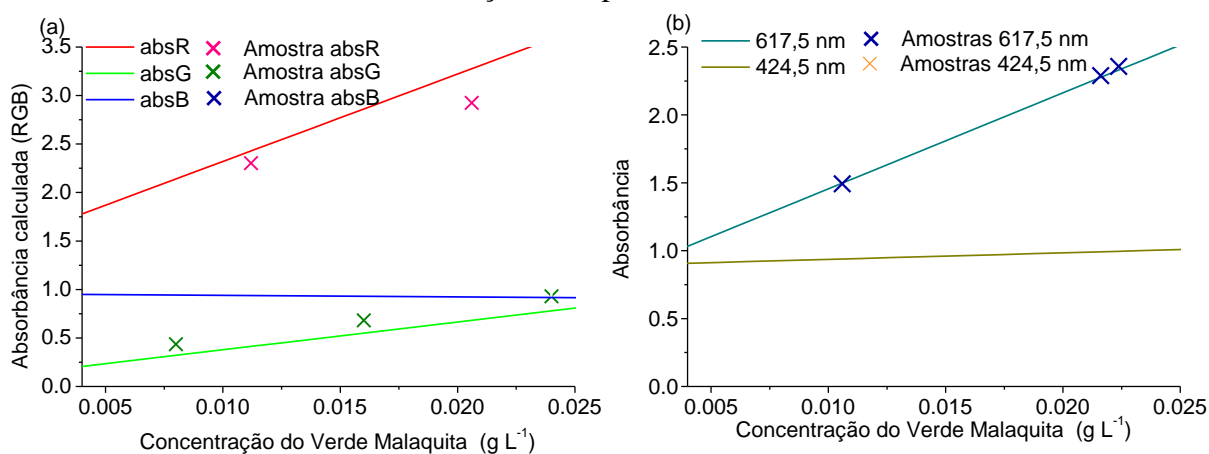 (a)
absR
absG
absB
Amostra absR
Amostra absG
Amostra absB
Absorbância calculada (RGB)
3.5
3.0
2.5
2.0
1.5
1.0
0.5
0.0
0.005
0.010
0.015
0.020
0.025
Concentração do Verde Malaquita (g L⁻¹)
(b)
617,5 nm
424,5 nm
Amostras 617,5 nm
Amostras 424,5 nm
Absorbância
2.5
2.0
1.5
1.0
0.5
0.0
0.005
0.010
0.015
0.020
0.025
Concentração do Verde Malaquita (g L⁻¹)